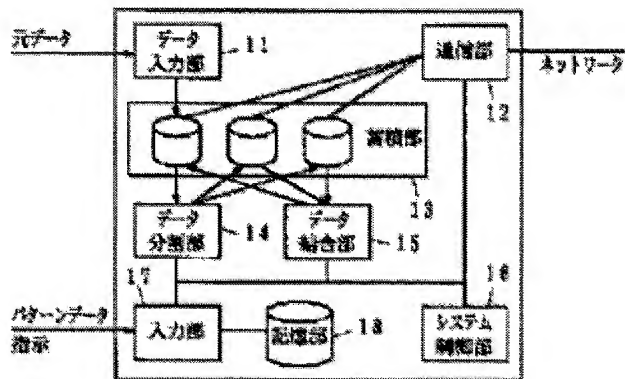 元データ
データ
入力部
11
通信部
ネットワーク
12
蓄積部
13
データ
分割部
14
データ
結合部
15
16
17
パターンデータ
指示
入力部
記憶部
18
システム
制御部